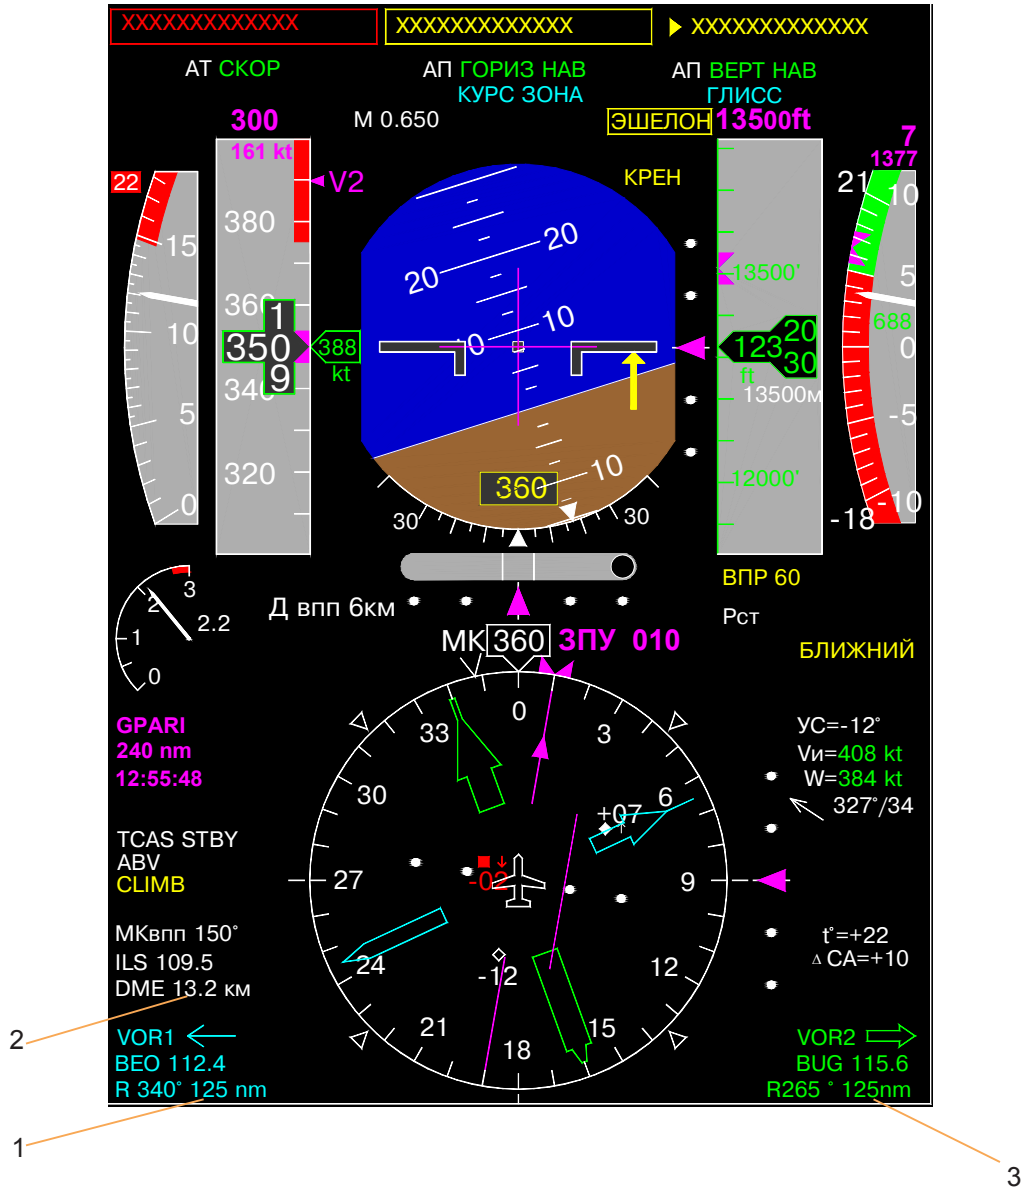 XXXXXXXXXXXXX XXXXXXXXXXXXX XXXXXXXXXXXXX
АТ СКОР АП ГОРИЗ НАВ АП ВЕРТ НАВ
КУРС ЗОНА ГЛИСС
300 М 0.650 ЭШЕЛОН 13500ft
7
161 kt 1377
22 V2 КРЕН 21 10
380 20
15 20 13500' 5
360 1 10 688
10 350 388 10 123 20 0
9 kt 30
ft
340 13500м
5 -5
320 10 12000'
0 360 -10
30 30 -18
ВПР 60
3
2 Д впп 6км
2.2 Рст
1 МК 360 ЗПУ 010
0 БЛИЖНИЙ
GPARI 33 0 3 УС=-12°
240 nm Vи=408 kt
12:55:48 W=384 kt
30 6 327°/34
+07
TCAS STBY
ABV
CLIMB 27 -02 9
МКвпп 150° t°=+22
ILS 109.5 24 -12 12 Δ СА=+10
DME 13.2 км
2
VOR1 21 18 15 VOR2
BEO 112.4 BUG 115.6
R 340° 125 nm R265 ° 125nm
1
3